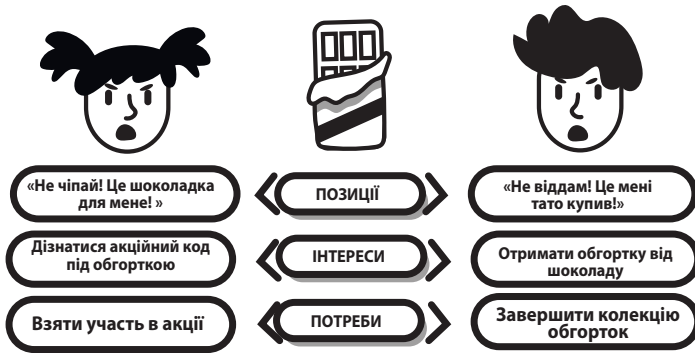 «Не чіпай! Це шоколадка
для мене! »
ПОЗИЦІЇ
«Не віддам! Це мені
тато купив!»
Дізнатися акційний код
під обгорткою
ІНТЕРЕСИ
Отримати обгортку від
шоколаду
Взяти участь в акції
ПОТРЕБИ
Завершити колекцію
обгорток